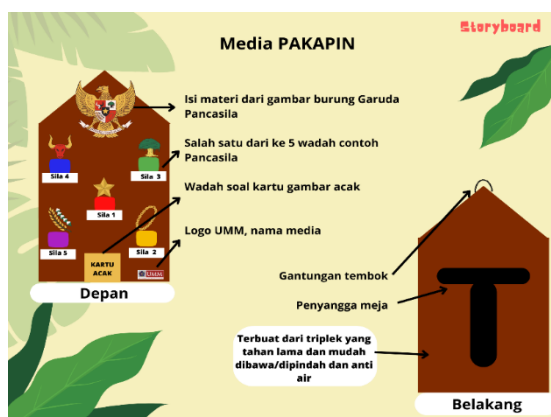 Storyboard
Media PAKAPIN
Isi materi dari gambar burung Garuda
Pancasila
Salah satu dari ke 5 wadah contoh
Pancasila
Wadah soal kartu gambar acak
Logo UMM, nama media
Sila 4
Sila 3
Sila 1
Sila 5
Sila 2
KARTU
ACAK
UMM
Depan
Gantungan tembok
Penyangga meja
Terbuat dari triplek yang
tahan lama dan mudah
dibawa/dipindah dan anti
air
Belakang